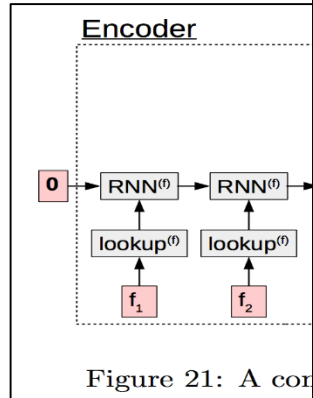 Encoder
0 RNN(f) RNN(f)
lookup(f) lookup(f)
f1 f2
Figure 21: A con